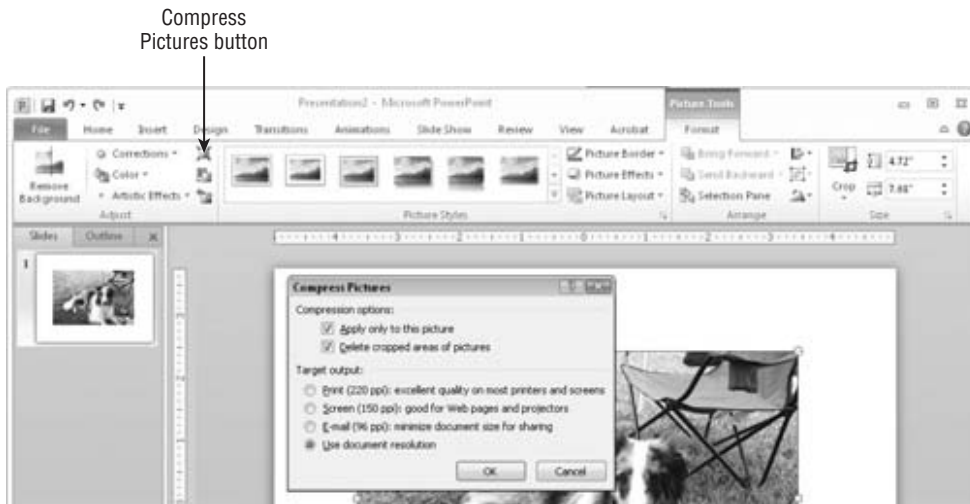 Compress
Pictures button
Presentation2 - Microsoft PowerPoint
Picture Tools
File Home Insert Design Transitions Animations Slide Show Review View Acrobat Format
Remove
Background
Corrections
Color
Artistic Effects
Adjust
Picture Styles
Picture Border
Picture Effects
Picture Layout
Bring Forward
Send Backward
Selection Pane
Arrange
Crop
4.72"
7.68"
Size
Slides Outline
1
Compress Pictures
Compression options:
Apply only to this picture
Delete cropped areas of pictures
Target output:
Print (220 ppi): excellent quality on most printers and screens
Screen (150 ppi): good for Web pages and projectors
E-mail (96 ppi): minimize document size for sharing
Use document resolution
OK Cancel